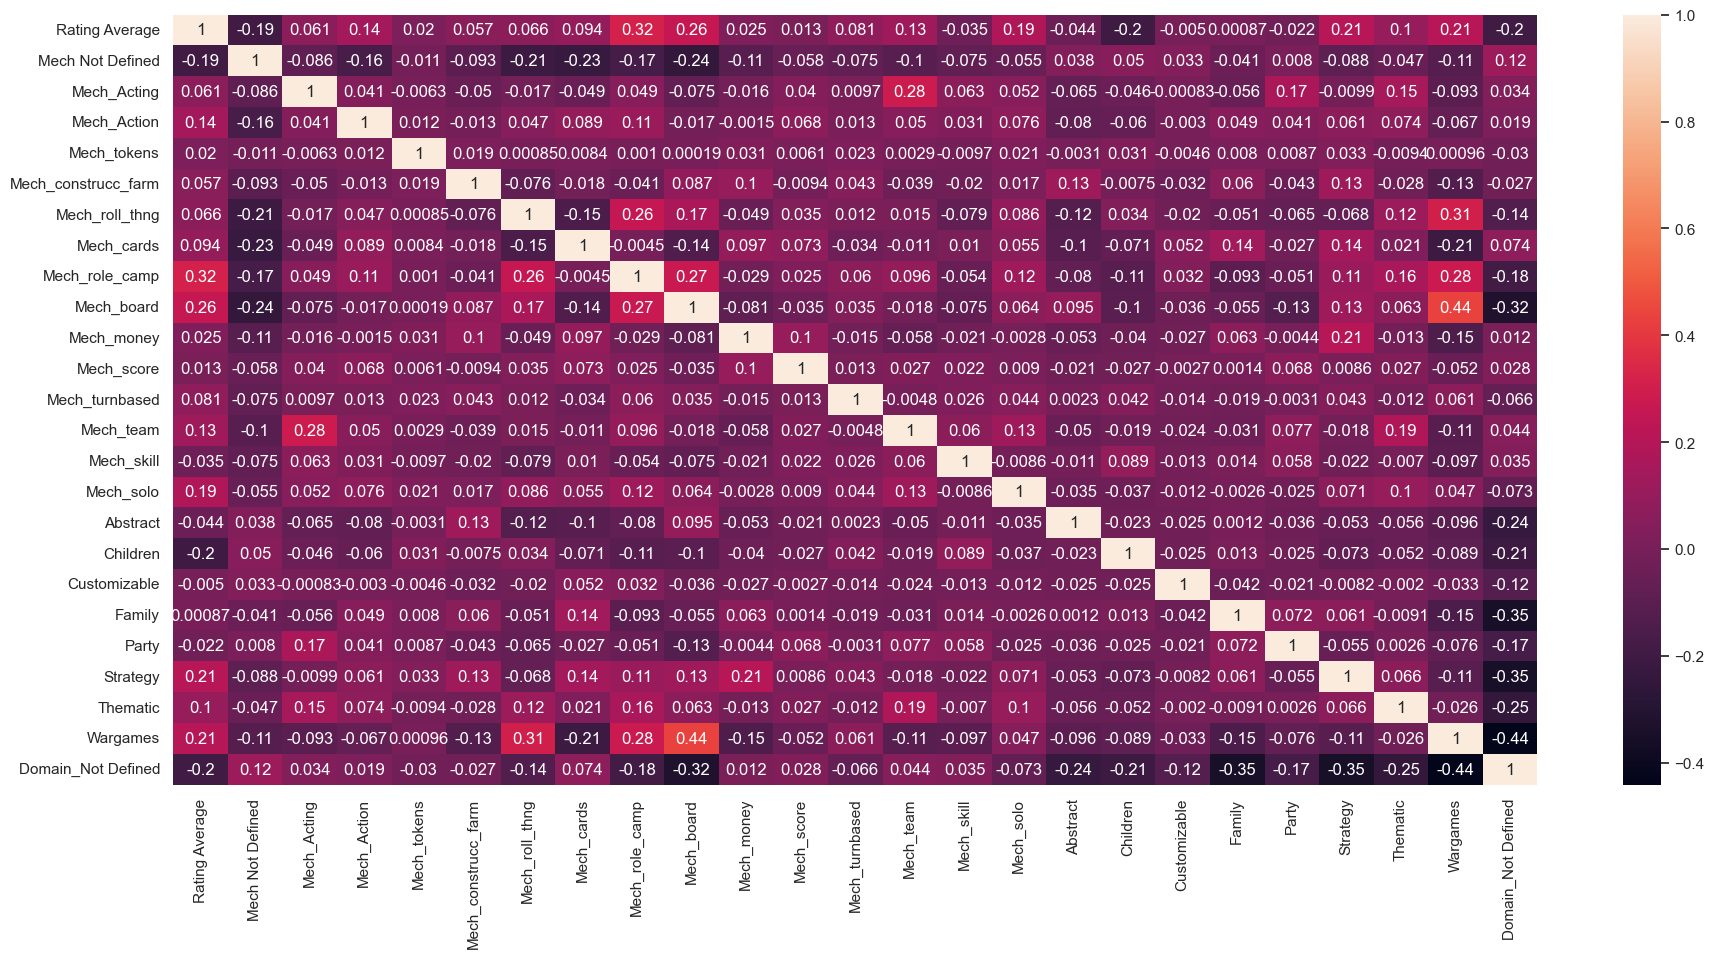 Rating Average 1 -0.19 0.061 0.14 0.02 0.057 0.066 0.094 0.32 0.26 0.025 0.013 0.081 0.13 -0.035 0.19 -0.044 -0.2 -0.005 0.00087 -0.022 0.21 0.1 0.21 -0.2 1.0
Mech Not Defined -0.19 1 -0.086 -0.16 -0.011 -0.093 -0.21 -0.23 -0.17 -0.24 -0.11 -0.058 -0.075 -0.1 -0.075 -0.055 0.038 0.05 0.033 -0.041 0.008 -0.088 -0.047 -0.11 0.12
Mech_Acting 0.061 -0.086 1 0.041 -0.0063 -0.05 -0.017 -0.049 0.049 -0.075 -0.016 0.04 0.0097 0.28 0.063 0.052 -0.065 -0.046 -0.00083 -0.056 0.17 -0.0099 0.15 -0.093 0.034
Mech_Action 0.14 -0.16 0.041 1 0.012 -0.013 0.047 0.089 0.11 -0.017 -0.0015 0.068 0.013 0.05 0.031 0.076 -0.08 -0.06 -0.003 0.049 0.041 0.061 0.074 -0.067 0.019 0.8
Mech_tokens 0.02 -0.011 -0.0063 0.012 1 0.019 0.00085 0.0084 0.001 0.00019 0.031 0.0061 0.023 0.0029 -0.0097 0.021 -0.0031 0.031 -0.0046 0.008 0.0087 0.033 -0.0094 0.00096 -0.03
Mech_construcc_farm 0.057 -0.093 -0.05 -0.013 0.019 1 -0.076 -0.018 -0.041 0.087 0.1 -0.0094 0.043 -0.039 -0.02 0.017 0.13 -0.0075 -0.032 0.06 -0.043 0.13 -0.028 -0.13 -0.027
Mech_roll_thng 0.066 -0.21 -0.017 0.047 0.00085 -0.076 1 -0.15 0.26 0.17 -0.049 0.035 0.012 0.015 -0.079 0.086 -0.12 0.034 -0.02 -0.051 -0.065 -0.068 0.12 0.31 -0.14 0.6
Mech_cards 0.094 -0.23 -0.049 0.089 0.0084 -0.018 -0.15 1 -0.0045 -0.14 0.097 0.073 -0.034 -0.011 0.01 0.055 -0.1 -0.071 0.052 0.14 -0.027 0.14 0.021 -0.21 0.074
Mech_role_camp 0.32 -0.17 0.049 0.11 0.001 -0.041 0.26 -0.0045 1 0.27 -0.029 0.025 0.06 0.096 -0.054 0.12 -0.08 -0.11 0.032 -0.093 -0.051 0.11 0.16 0.28 -0.18
Mech_board 0.26 -0.24 -0.075 -0.017 0.00019 0.087 0.17 -0.14 0.27 1 -0.081 -0.035 0.035 -0.018 -0.075 0.064 0.095 -0.1 -0.036 -0.055 -0.13 0.13 0.063 0.44 -0.32
Mech_money 0.025 -0.11 -0.016 -0.0015 0.031 0.1 -0.049 0.097 -0.029 -0.081 1 0.1 -0.015 -0.058 -0.021 -0.0028 -0.053 -0.04 -0.027 0.063 -0.0044 0.21 -0.013 -0.15 0.012 0.4
Mech_score 0.013 -0.058 0.04 0.068 0.0061 -0.0094 0.035 0.073 0.025 -0.035 0.1 1 0.013 0.027 0.022 0.009 -0.021 -0.027 -0.0027 0.0014 0.068 0.0086 0.027 -0.052 0.028
Mech_turnbased 0.081 -0.075 0.0097 0.013 0.023 0.043 0.012 -0.034 0.06 0.035 -0.015 0.013 1 -0.0048 0.026 0.044 0.0023 0.042 -0.014 -0.019 -0.0031 0.043 -0.012 0.061 -0.066
Mech_team 0.13 -0.1 0.28 0.05 0.0029 -0.039 0.015 -0.011 0.096 -0.018 -0.058 0.027 -0.0048 1 0.06 0.13 -0.05 -0.019 -0.024 -0.031 0.077 -0.018 0.19 -0.11 0.044 0.2
Mech_skill -0.035 -0.075 0.063 0.031 -0.0097 -0.02 -0.079 0.01 -0.054 -0.075 -0.021 0.022 0.026 0.06 1 -0.0086 -0.011 0.089 -0.013 0.014 0.058 -0.022 -0.007 -0.097 0.035
Mech_solo 0.19 -0.055 0.052 0.076 0.021 0.017 0.086 0.055 0.12 0.064 -0.0028 0.009 0.044 0.13 -0.0086 1 -0.035 -0.037 -0.012 -0.0026 -0.025 0.071 0.1 0.047 -0.073
Abstract -0.044 0.038 -0.065 -0.08 -0.0031 0.13 -0.12 -0.1 -0.08 0.095 -0.053 -0.021 0.0023 -0.05 -0.011 -0.035 1 -0.023 -0.025 0.0012 -0.036 -0.053 -0.056 -0.096 -0.24
Children -0.2 0.05 -0.046 -0.06 0.031 -0.0075 0.034 -0.071 -0.11 -0.1 -0.04 -0.027 0.042 -0.019 0.089 -0.037 -0.023 1 -0.025 0.013 -0.025 -0.073 -0.052 -0.089 -0.21 0.0
Customizable -0.005 0.033 -0.00083 -0.003 -0.0046 -0.032 -0.02 0.052 0.032 -0.036 -0.027 -0.0027 -0.014 -0.024 -0.013 -0.012 -0.025 -0.025 1 -0.042 -0.021 -0.0082 -0.002 -0.033 -0.12
Family 0.00087 -0.041 -0.056 0.049 0.008 0.06 -0.051 0.14 -0.093 -0.055 0.063 0.0014 -0.019 -0.031 0.014 -0.0026 0.0012 0.013 -0.042 1 0.072 0.061 -0.0091 -0.15 -0.35
Party -0.022 0.008 0.17 0.041 0.0087 -0.043 -0.065 -0.027 -0.051 -0.13 -0.0044 0.068 -0.0031 0.077 0.058 -0.025 -0.036 -0.025 -0.021 0.072 1 -0.055 0.0026 -0.076 -0.17 -0.2
Strategy 0.21 -0.088 -0.0099 0.061 0.033 0.13 -0.068 0.14 0.11 0.13 0.21 0.0086 0.043 -0.018 -0.022 0.071 -0.053 -0.073 -0.0082 0.061 -0.055 1 0.066 -0.11 -0.35
Thematic 0.1 -0.047 0.15 0.074 -0.0094 -0.028 0.12 0.021 0.16 0.063 -0.013 0.027 -0.012 0.19 -0.007 0.1 -0.056 -0.052 -0.002 -0.0091 0.0026 0.066 1 -0.026 -0.25
Wargames 0.21 -0.11 -0.093 -0.067 0.00096 -0.13 0.31 -0.21 0.28 0.44 -0.15 -0.052 0.061 -0.11 -0.097 0.047 -0.096 -0.089 -0.033 -0.15 -0.076 -0.11 -0.026 1 -0.44
Domain_Not Defined -0.2 0.12 0.034 0.019 -0.03 -0.027 -0.14 0.074 -0.18 -0.32 0.012 0.028 -0.066 0.044 0.035 -0.073 -0.24 -0.21 -0.12 -0.35 -0.17 -0.35 -0.25 -0.44 1 -0.4
Rating Average
Mech Not Defined
Mech_Acting
Mech_Action
Mech_tokens
Mech_construcc_farm
Mech_roll_thng
Mech_cards
Mech_role_camp
Mech_board
Mech_money
Mech_score
Mech_turnbased
Mech_team
Mech_skill
Mech_solo
Abstract
Children
Customizable
Family
Party
Strategy
Thematic
Wargames
Domain_Not Defined